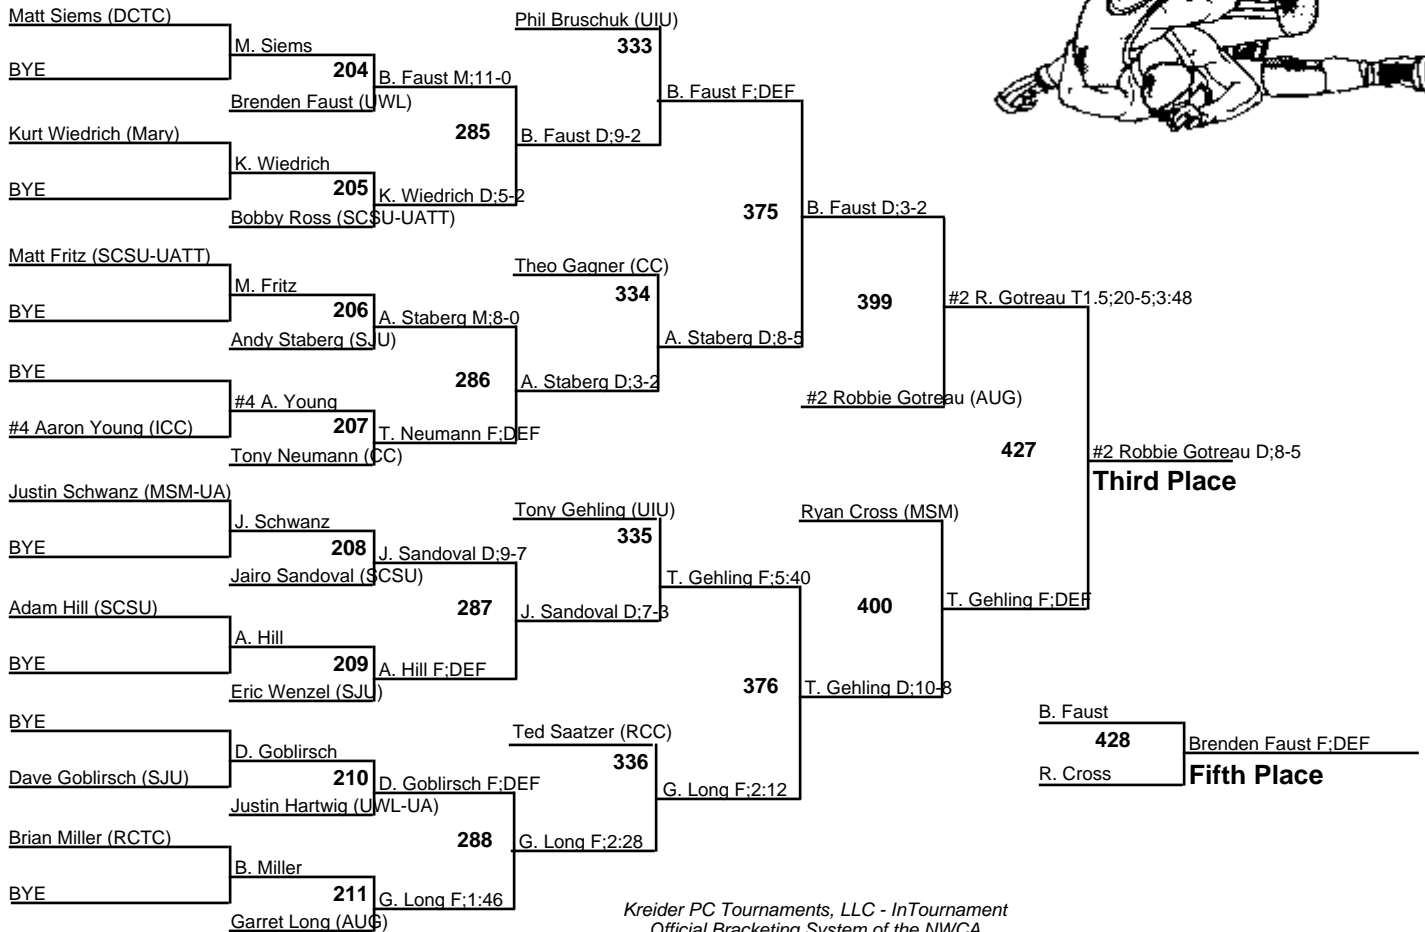 Matt Siems (DCTC)
BYE
Kurt Wiedrich (Mary)
BYE
Matt Fritz (SCSU-UATT)
BYE
BYE
#4 Aaron Young (ICC)
Justin Schwanz (MSM-UA)
BYE
Adam Hill (SCSU)
BYE
BYE
Dave Goblirsch (SJU)
Brian Miller (RCTC)
BYE
M. Siems
204
Brenden Faust (UWL)
K. Wiedrich
205
Bobby Ross (SCSU-UATT)
M. Fritz
206
Andy Staberg (SJU)
#4 A. Young
207
Tony Neumann (CC)
J. Schwanz
208
Jairo Sandoval (SCSU)
A. Hill
209
Eric Wenzel (SJU)
D. Goblirsch
210
Justin Hartwig (UWL-UA)
B. Miller
211
Garret Long (AUG)
B. Faust M;11-0
285
K. Wiedrich D;5-2
A. Staberg M;8-0
286
T. Neumann F;DEF
J. Sandoval D;9-7
287
A. Hill F;DEF
D. Goblirsch F;DEF
288
G. Long F;1:46
Phil Bruschuk (UIU)
333
B. Faust D;9-2
Theo Gagner (CC)
334
A. Staberg D;3-2
Tony Gehling (UIU)
335
J. Sandoval D;7-3
Ted Saatzer (RCC)
336
G. Long F;2:28
B. Faust F;DEF
375
A. Staberg D;8-5
T. Gehling F;5:40
376
G. Long F;2:12
B. Faust D;3-2
399
#2 Robbie Gotreau (AUG)
Ryan Cross (MSM)
400
T. Gehling D;10-8
#2 R. Gotreau T1.5;20-5;3:48
427
T. Gehling F;DEF
#2 Robbie Gotreau D;8-5
Third Place
B. Faust
428
R. Cross
Brenden Faust F;DEF
Fifth Place
Kreider PC Tournaments, LLC - InTournament
Official Bracketing System of the NWCA